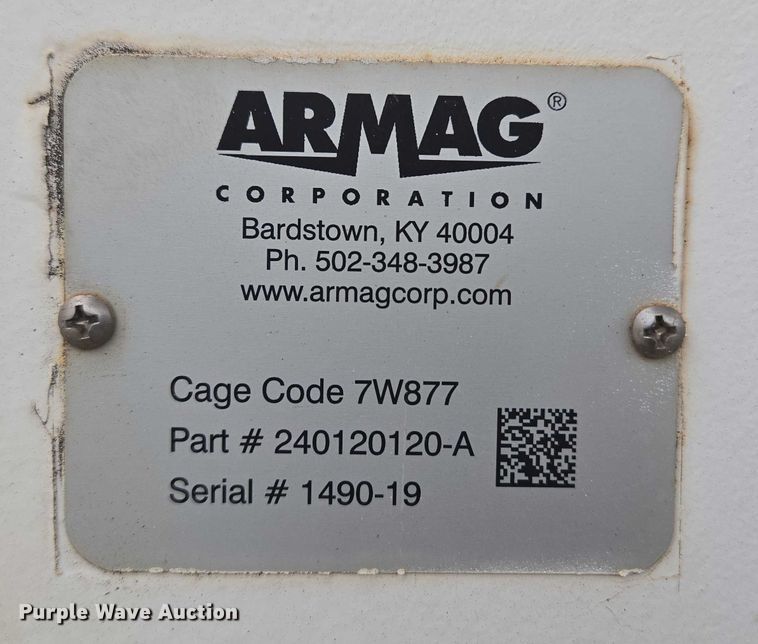 ARMAG®
CORPORATION
Bardstown, KY 40004
Ph. 502-348-3987
www.armagcorp.com
Cage Code 7W877
Part # 240120120-A
Serial # 1490-19
Purple Wave Auction